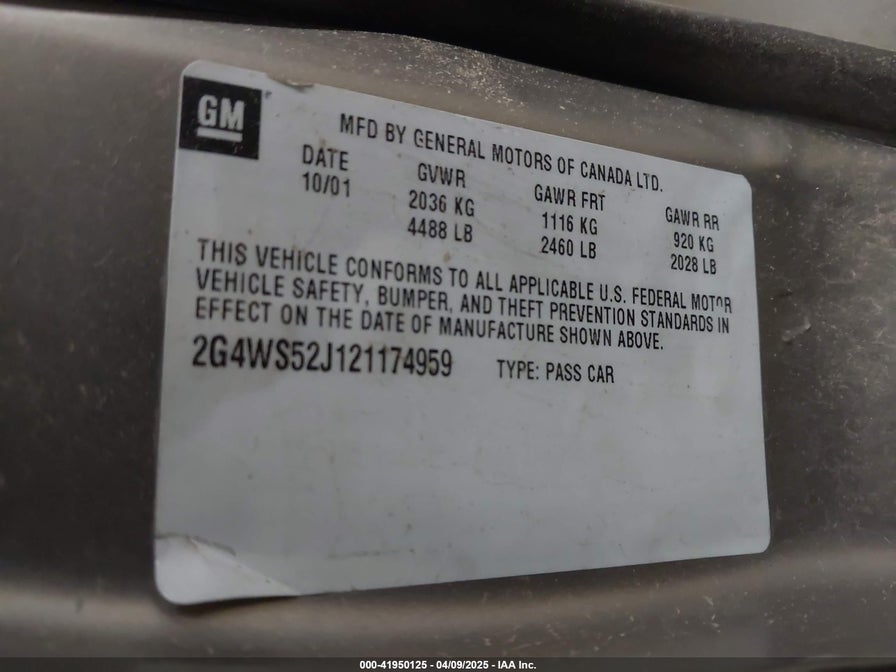 GM
MFD BY GENERAL MOTORS OF CANADA LTD.
DATE GVWR GAWR FRT GAWR RR
10/01 2036 KG 1116 KG 920 KG
4488 LB 2460 LB 2028 LB
THIS VEHICLE CONFORMS TO ALL APPLICABLE U.S. FEDERAL MOTOR
VEHICLE SAFETY, BUMPER, AND THEFT PREVENTION STANDARDS IN
EFFECT ON THE DATE OF MANUFACTURE SHOWN ABOVE.
2G4WS52J121174959 TYPE: PASS CAR
000-41950125 - 04/09/2025 - IAA Inc.